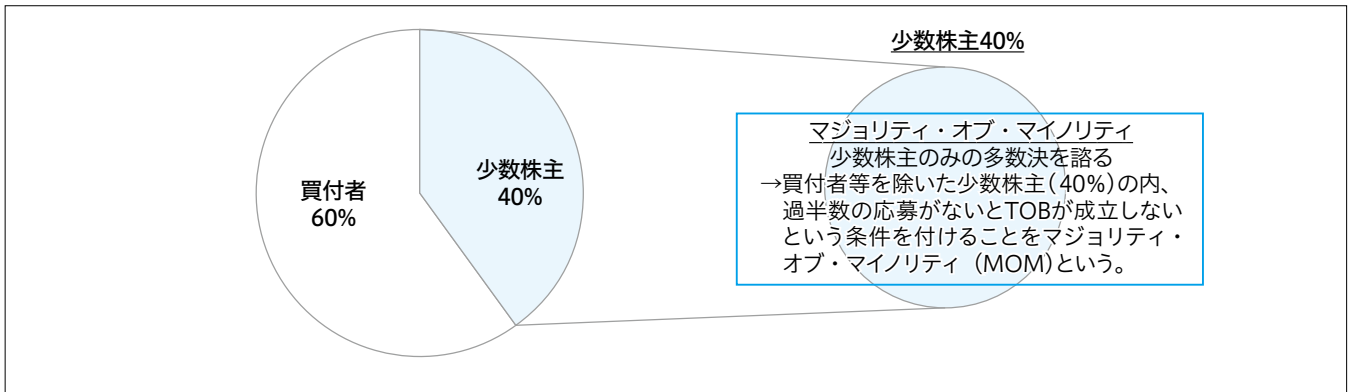 少数株主40%
買付者
60%
少数株主
40%
マジョリティ・オブ・マイノリティ
少数株主のみの多数決を諮る
→買付者等を除いた少数株主（40%）の内、
過半数の応募がないとTOBが成立しない
という条件を付けることをマジョリティ・
オブ・マイノリティ（MOM）という。